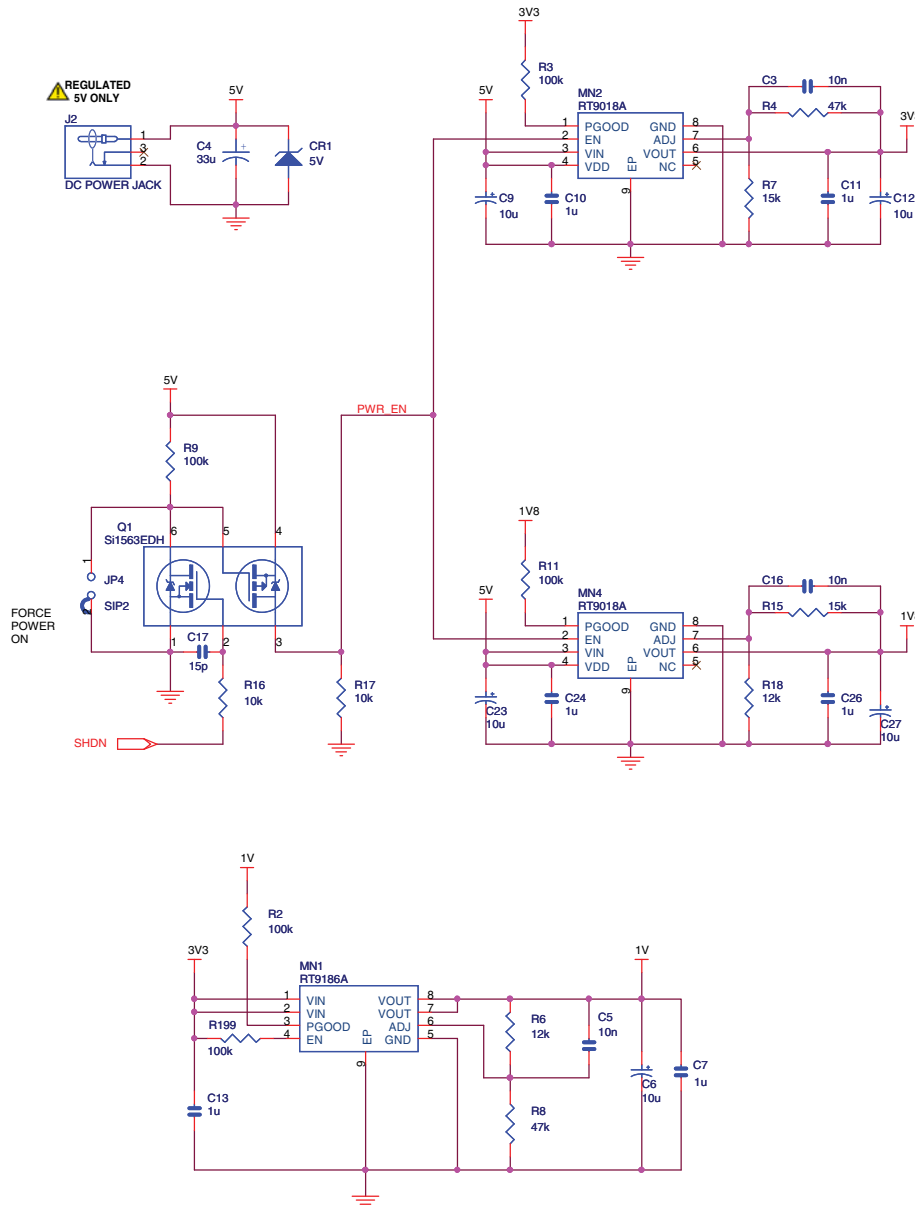 REGULATED
5V ONLY
J2
1
3
2
DC POWER JACK
5V
C4
33u
+
CR1
5V
3V3
R3
100k
5V
MN2
RT9018A
1 PGOOD GND 8
2 EN ADJ 7
3 VIN VOUT 6
4 VDD EP NC 5
9
C3 10n
R4 47k
3V
C9
10u
C10
1u
R7
15k
C11
1u
C12
10u
5V
R9
100k
PWR_EN
Q1
Si1563EDH
6 5 4
1
JP4
SIP2
2
FORCE
POWER
ON
1 2 3
C17
15p
R16
10k
R17
10k
SHDN
1V8
R11
100k
5V
MN4
RT9018A
1 PGOOD GND 8
2 EN ADJ 7
3 VIN VOUT 6
4 VDD EP NC 5
9
C16 10n
R15 15k
C23
10u
C24
1u
R18
12k
C26
1u
C27
10u
1V
R2
100k
3V3
MN1
RT9186A
1 VIN VOUT 8
2 VIN VOUT 7
3 PGOOD ADJ 6
4 EN EP GND 5
9
R199
100k
C13
1u
R6
12k
C5
10n
R8
47k
1V
C6
10u
C7
1u